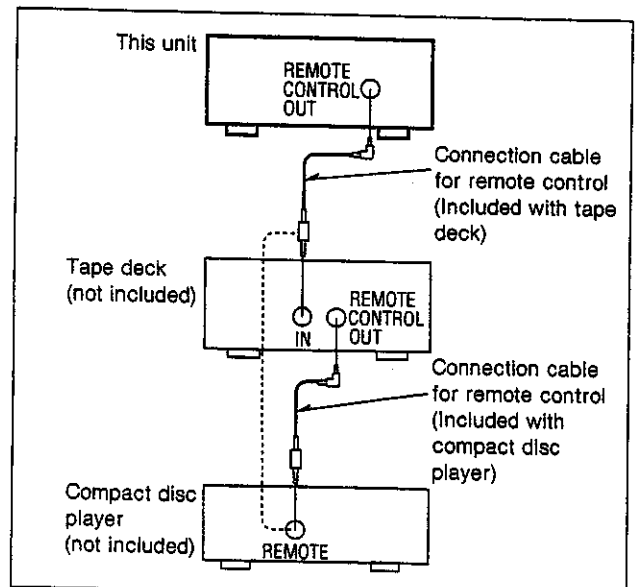 This unit
REMOTE
CONTROL
OUT
Connection cable
for remote control
(Included with tape
deck)
Tape deck
(not included)
IN
REMOTE
CONTROL
OUT
Connection cable
for remote control
(Included with
compact disc
player)
Compact disc
player
(not included)
REMOTE